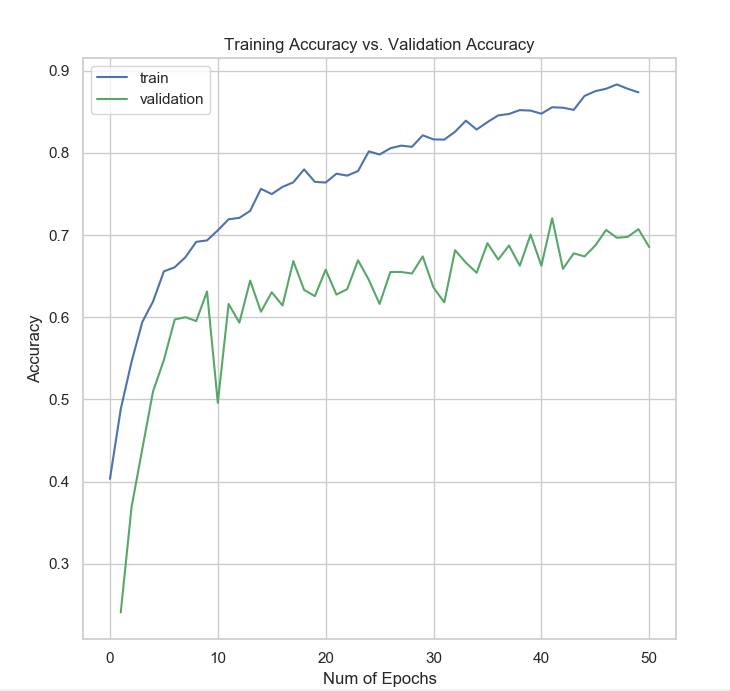 Training Accuracy vs. Validation Accuracy
train
validation
0.9
0.8
0.7
0.6
0.5
0.4
0.3
Accuracy
0 10 20 30 40 50
Num of Epochs